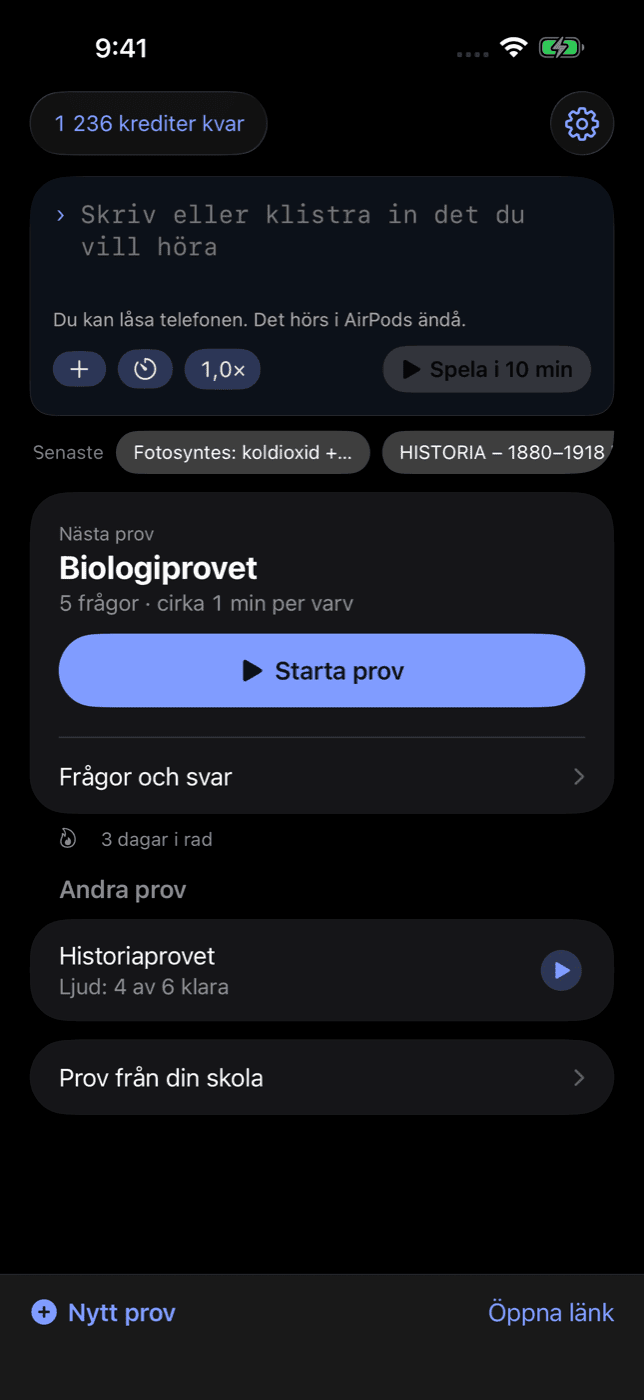 9:41
1 236 krediter kvar
› Skriv eller klistra in det du
vill höra
Du kan låsa telefonen. Det hörs i AirPods ändå.
1,0×
Spela i 10 min
Senaste
Fotosyntes: koldioxid +...
HISTORIA – 1880–1918
Nästa prov
Biologiprovet
5 frågor · cirka 1 min per varv
Starta prov
Frågor och svar
3 dagar i rad
Andra prov
Historiaprovet
Ljud: 4 av 6 klara
Prov från din skola
Nytt prov
Öppna länk